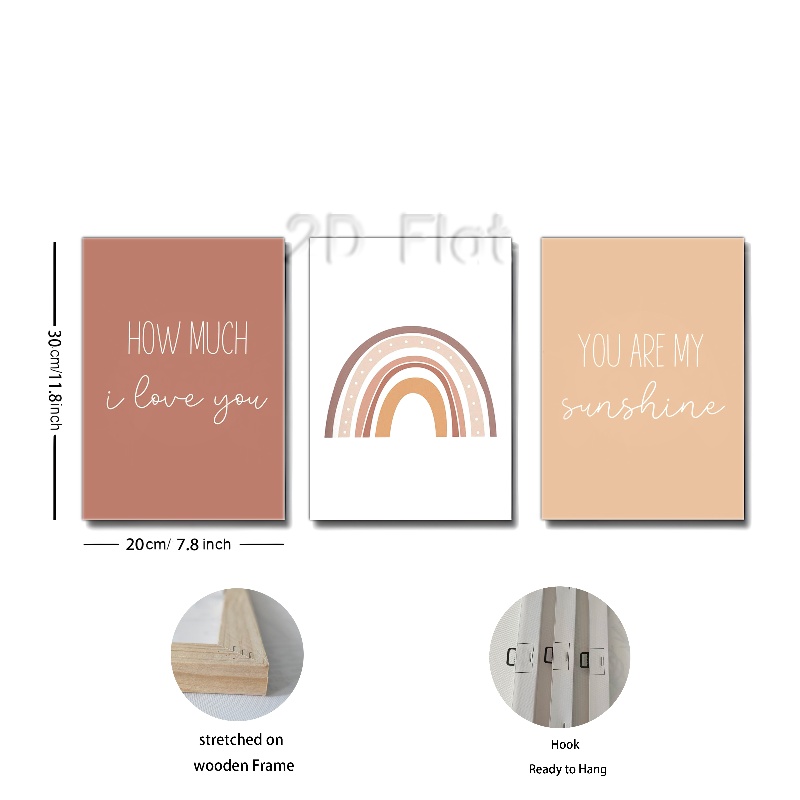 2D Flat
HOW MUCH
i love you
YOU ARE MY
sunshine
30cm/11.8inch
20cm/ 7.8 inch
stretched on
wooden Frame
Hook
Ready to Hang